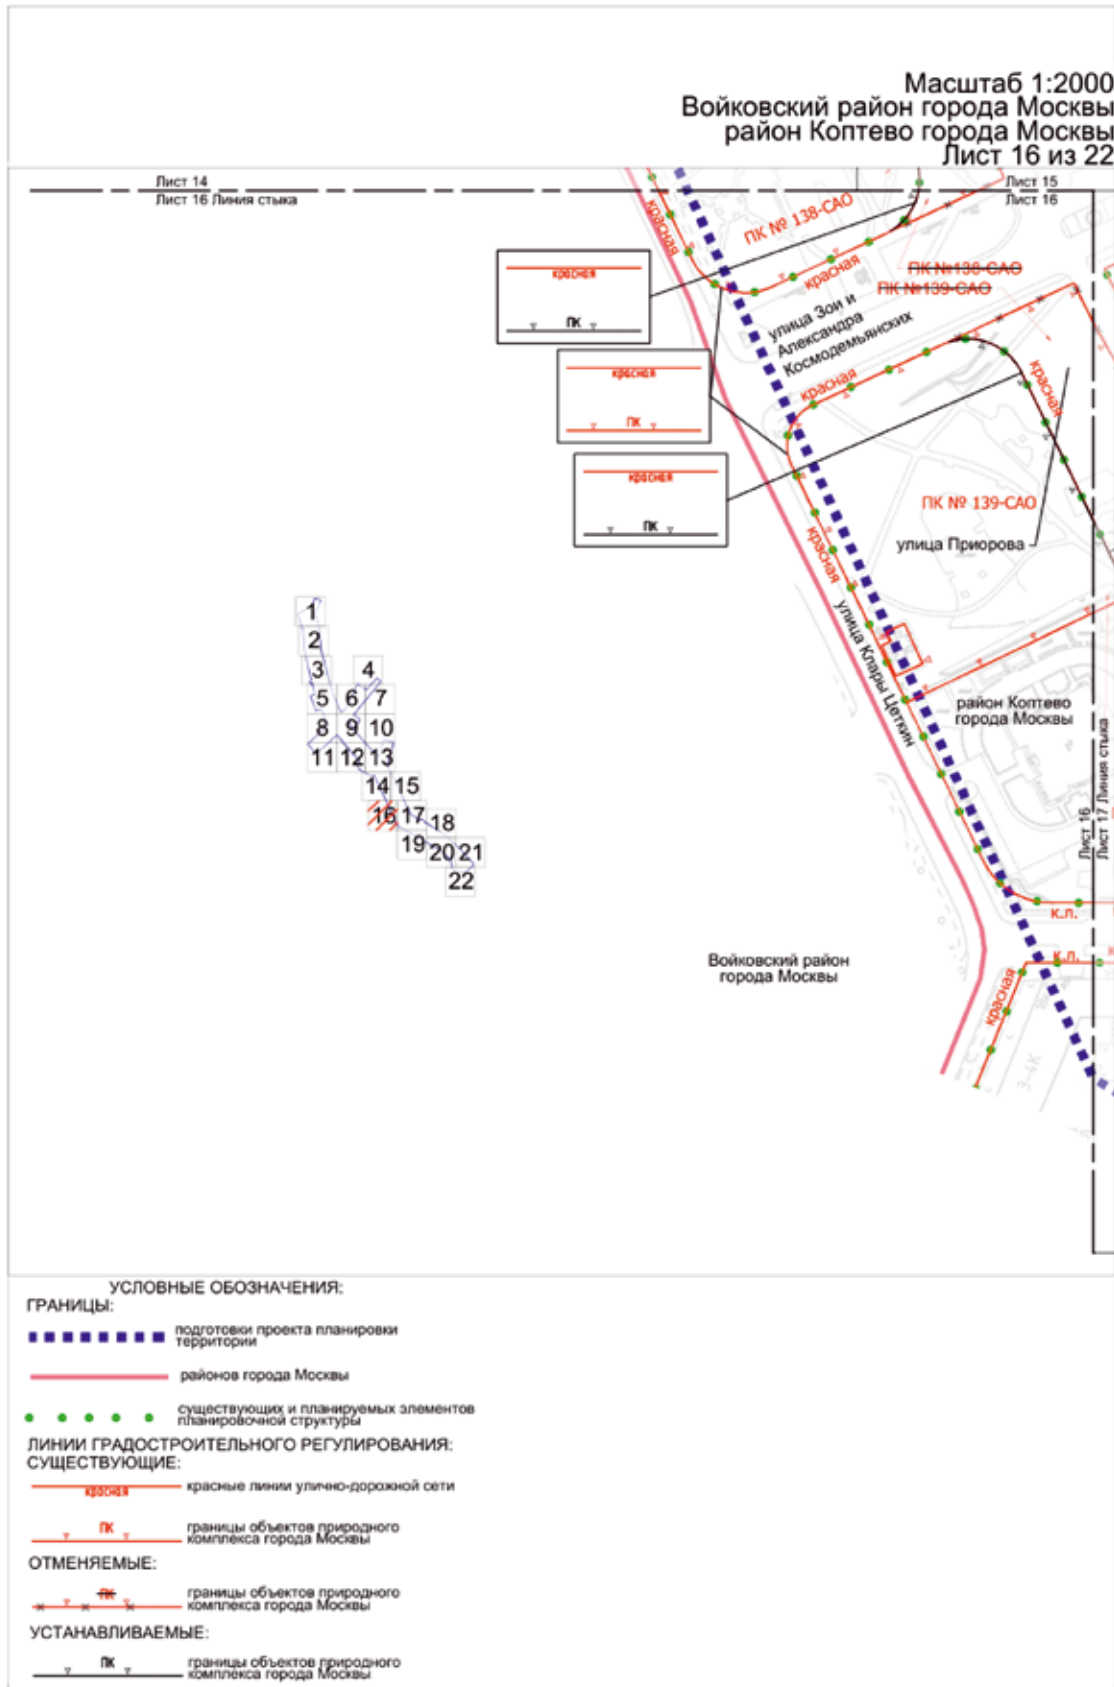 Масштаб 1:2000
Войковский район города Москвы
район Коптево города Москвы
Лист 16 из 22
Лист 14
Лист 16 Линия стыка
Лист 15
Лист 16
красная
ПК № 138-САО
красная
ПК №138-САО
ПК №139-САО
красная
ПК
улица Зои и
Александра
Космодемьянских
красная
ПК
красная
красная
красная
ПК
ПК № 139-САО
улица Приорова
красная
улица Клары Цеткин
район Коптево
города Москвы
1
2
3
4
5
6
7
8
9
10
11
12
13
14
15
16
17
18
19
20
21
22
Лист 16
Лист 17 Линия стыка
к.л.
к.л.
красная
3-4К
Войковский район
города Москвы
УСЛОВНЫЕ ОБОЗНАЧЕНИЯ:
ГРАНИЦЫ:
подготовки проекта планировки
территории
районов города Москвы
существующих и планируемых элементов
планировочной структуры
ЛИНИИ ГРАДОСТРОИТЕЛЬНОГО РЕГУЛИРОВАНИЯ:
СУЩЕСТВУЮЩИЕ:
красная
красные линии улично-дорожной сети
ПК
границы объектов природного
комплекса города Москвы
ОТМЕНЯЕМЫЕ:
ПК
границы объектов природного
комплекса города Москвы
УСТАНАВЛИВАЕМЫЕ:
ПК
границы объектов природного
комплекса города Москвы